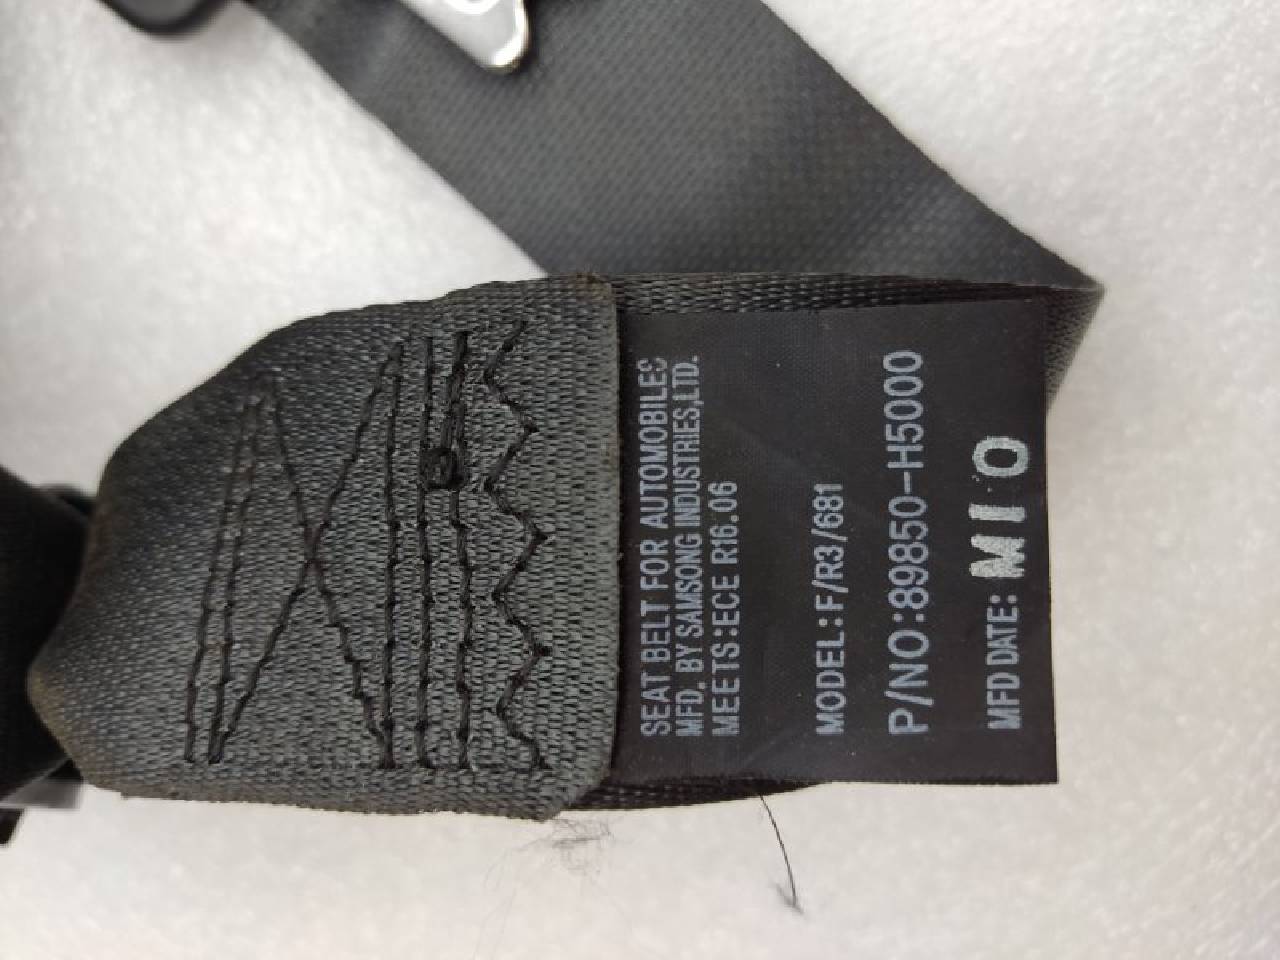 SEAT BELT FOR AUTOMOBILES
MFD. BY SAMSONG INDUSTRIES,LTD.
MEETS:ECE R16.06
MODEL:F/R3/681
P/NO:89850-H5000
MFD DATE: M I O